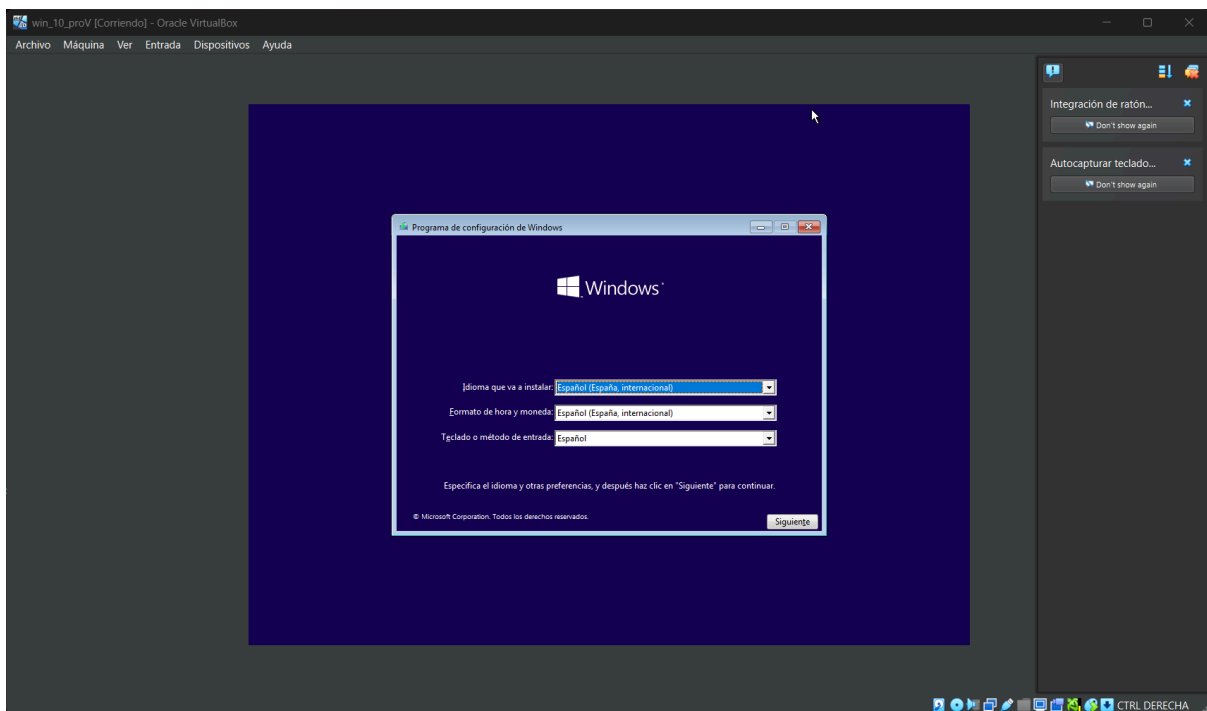 win_10_proV [Corriendo] - Oracle VirtualBox
Archivo Máquina Ver Entrada Dispositivos Ayuda
Integración de ratón...
Don't show again
Autocapturar teclado...
Don't show again
Programa de configuración de Windows
Windows
Idioma que va a instalar: Español (España, internacional)
Formato de hora y moneda: Español (España, internacional)
Teclado o método de entrada: Español
Especifica el idioma y otras preferencias, y después haz clic en "Siguiente" para continuar.
© Microsoft Corporation. Todos los derechos reservados.
Siguiente
CTRL DERECHA